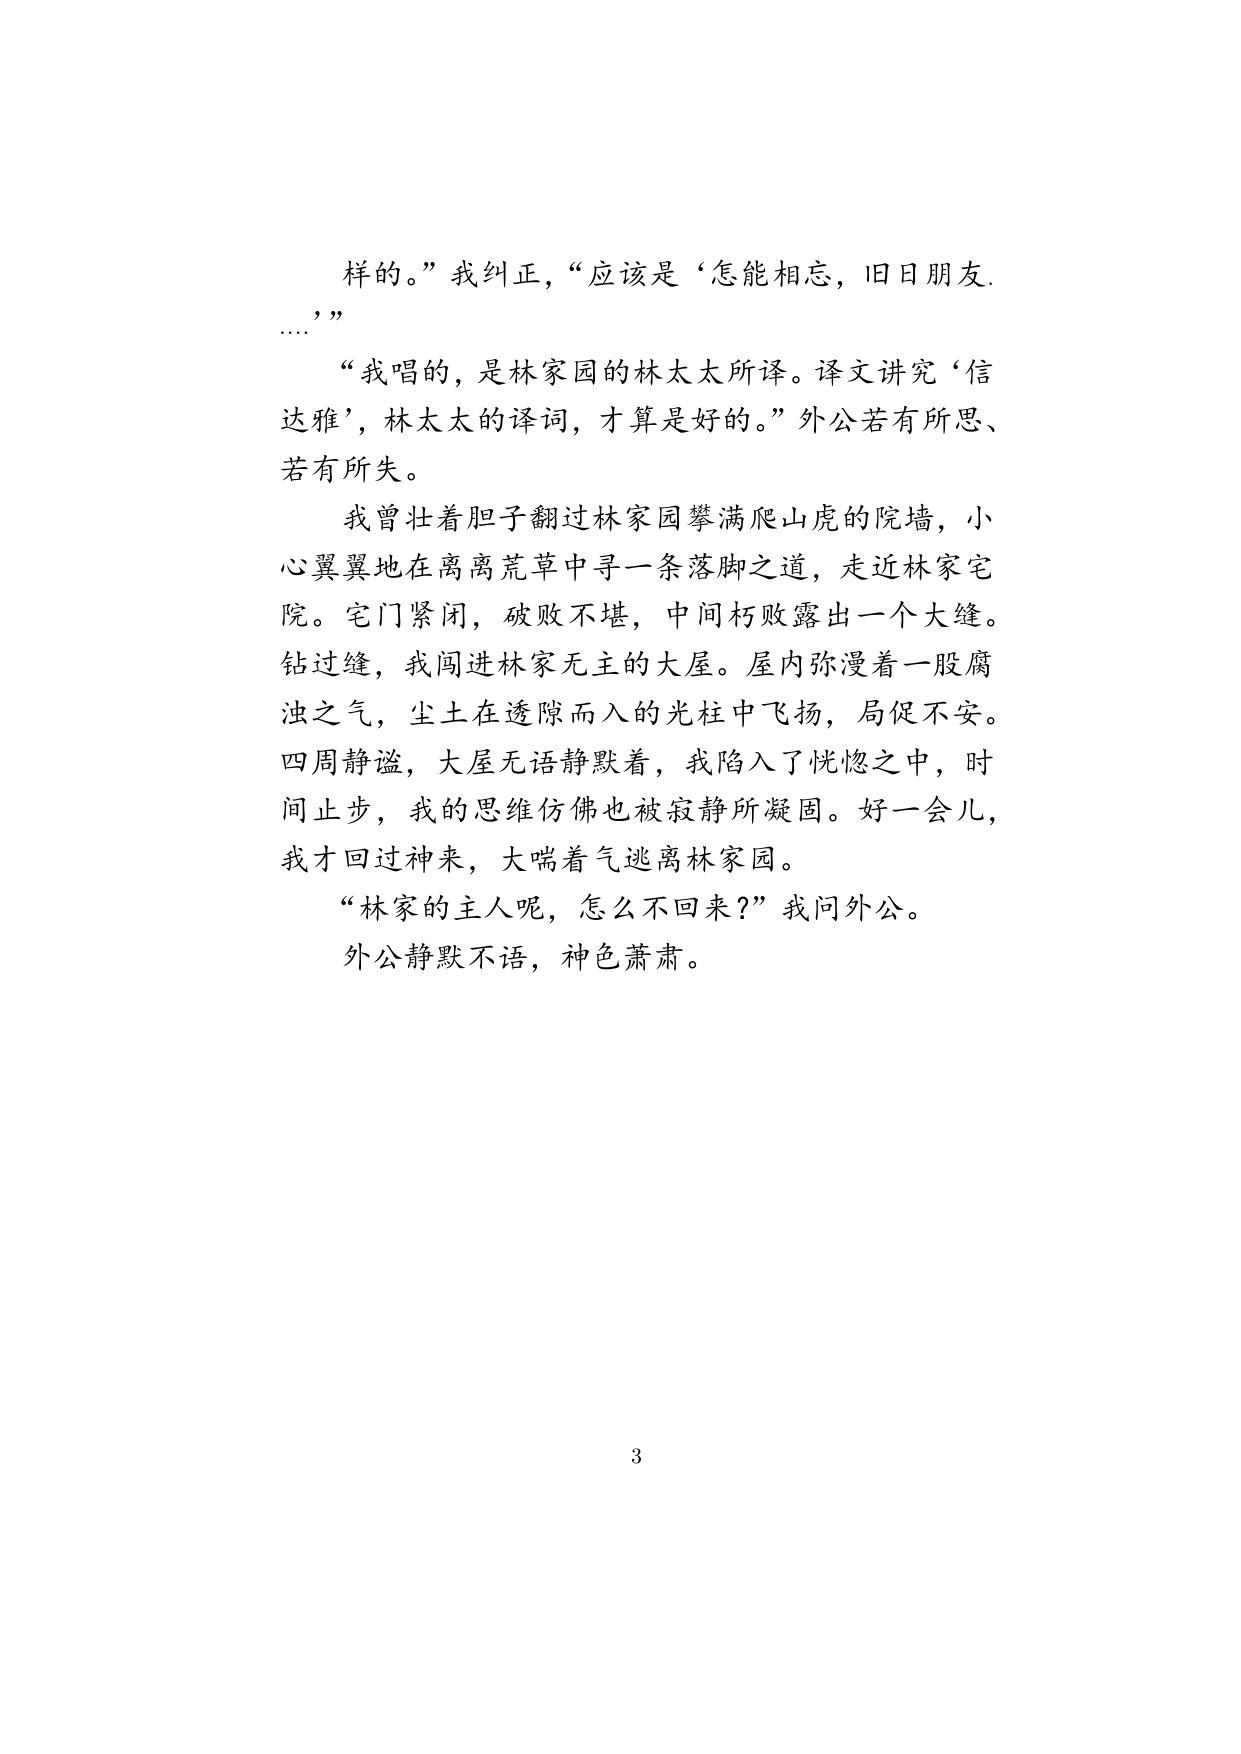 样的。”我纠正，“应该是‘怎能相忘，旧日朋友.
....’”
“我唱的，是林家园的林太太所译。译文讲究‘信
达雅’，林太太的译词，才算是好的。”外公若有所思、
若有所失。
我曾壮着胆子翻过林家园攀满爬山虎的院墙，小
心翼翼地在离离荒草中寻一条落脚之道，走近林家宅
院。宅门紧闭，破败不堪，中间朽败露出一个大缝。
钻过缝，我闯进林家无主的大屋。屋内弥漫着一股腐
浊之气，尘土在透隙而入的光柱中飞扬，局促不安。
四周静谧，大屋无语静默着，我陷入了恍惚之中，时
间止步，我的思维仿佛也被寂静所凝固。好一会儿，
我才回过神来，大喘着气逃离林家园。
“林家的主人呢，怎么不回来?”我问外公。
外公静默不语，神色萧肃。
3